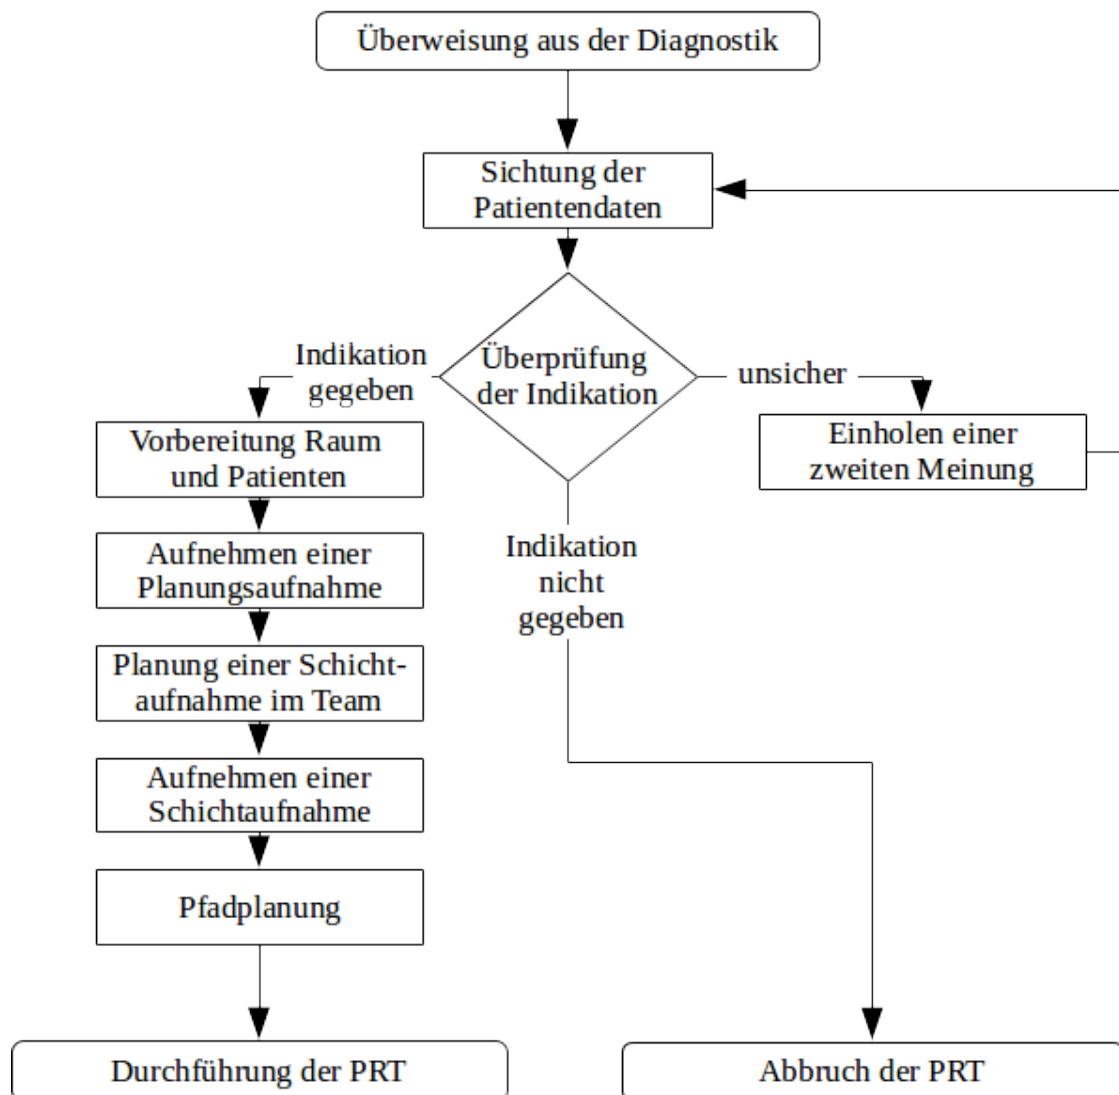 Überweisung aus der Diagnostik
Sichtung der
Patientendaten
Überprüfung
der Indikation
Indikation
gegeben
unsicher
Vorbereitung Raum
und Patienten
Einholen einer
zweiten Meinung
Aufnehmen einer
Planungsaufnahme
Indikation
nicht
gegeben
Planung einer Schicht-
aufnahme im Team
Aufnehmen einer
Schichtaufnahme
Pfadplanung
Durchführung der PRT
Abbruch der PRT